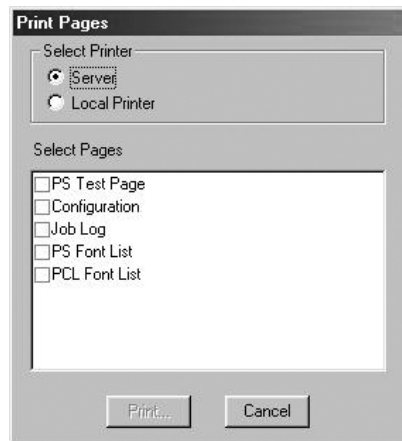 Print Pages
Select Printer
Server
Local Printer
Select Pages
PS Test Page
Configuration
Job Log
PS Font List
PCL Font List
Print... Cancel